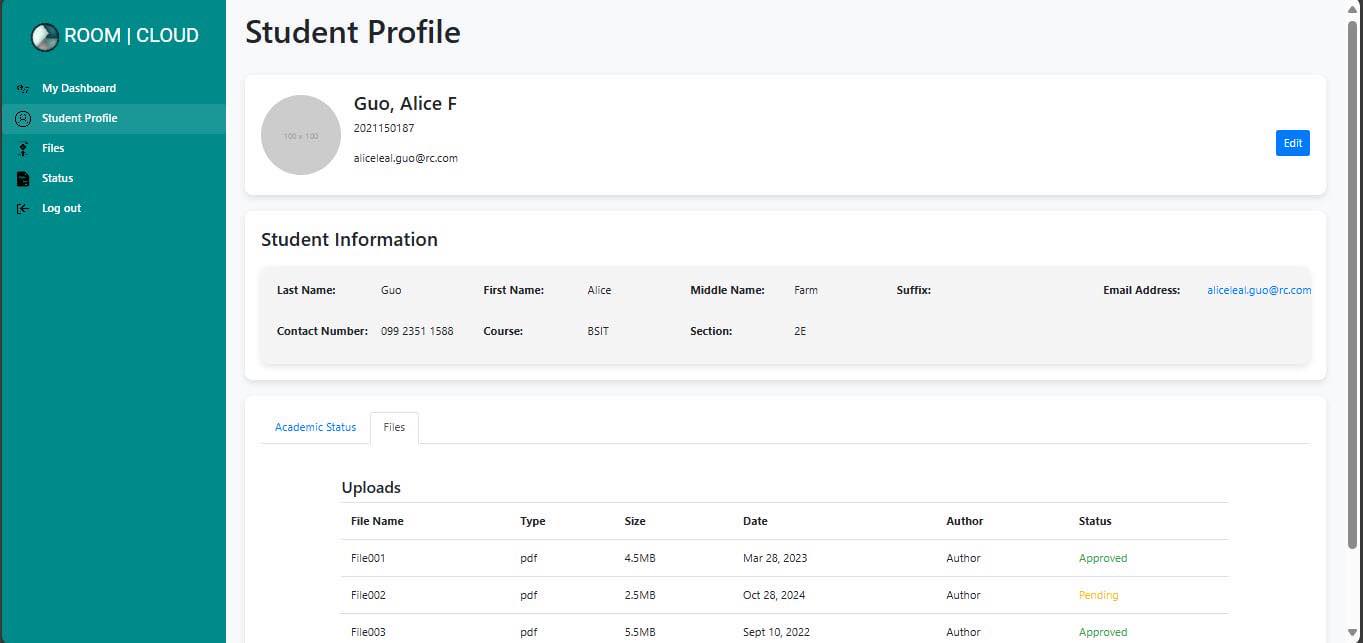 ROOM | CLOUD
My Dashboard
Student Profile
Files
Status
Log out
Student Profile
100 x 100
Guo, Alice F
2021150187
aliceleal.guo@rc.com
Edit
Student Information
Last Name: Guo First Name: Alice Middle Name: Farm Suffix: Email Address: aliceleal.guo@rc.com
Contact Number: 099 2351 1588 Course: BSIT Section: 2E
Academic Status Files
Uploads
File Name Type Size Date Author Status
File001 pdf 4.5MB Mar 28, 2023 Author Approved
File002 pdf 2.5MB Oct 28, 2024 Author Pending
File003 pdf 5.5MB Sept 10, 2022 Author Approved